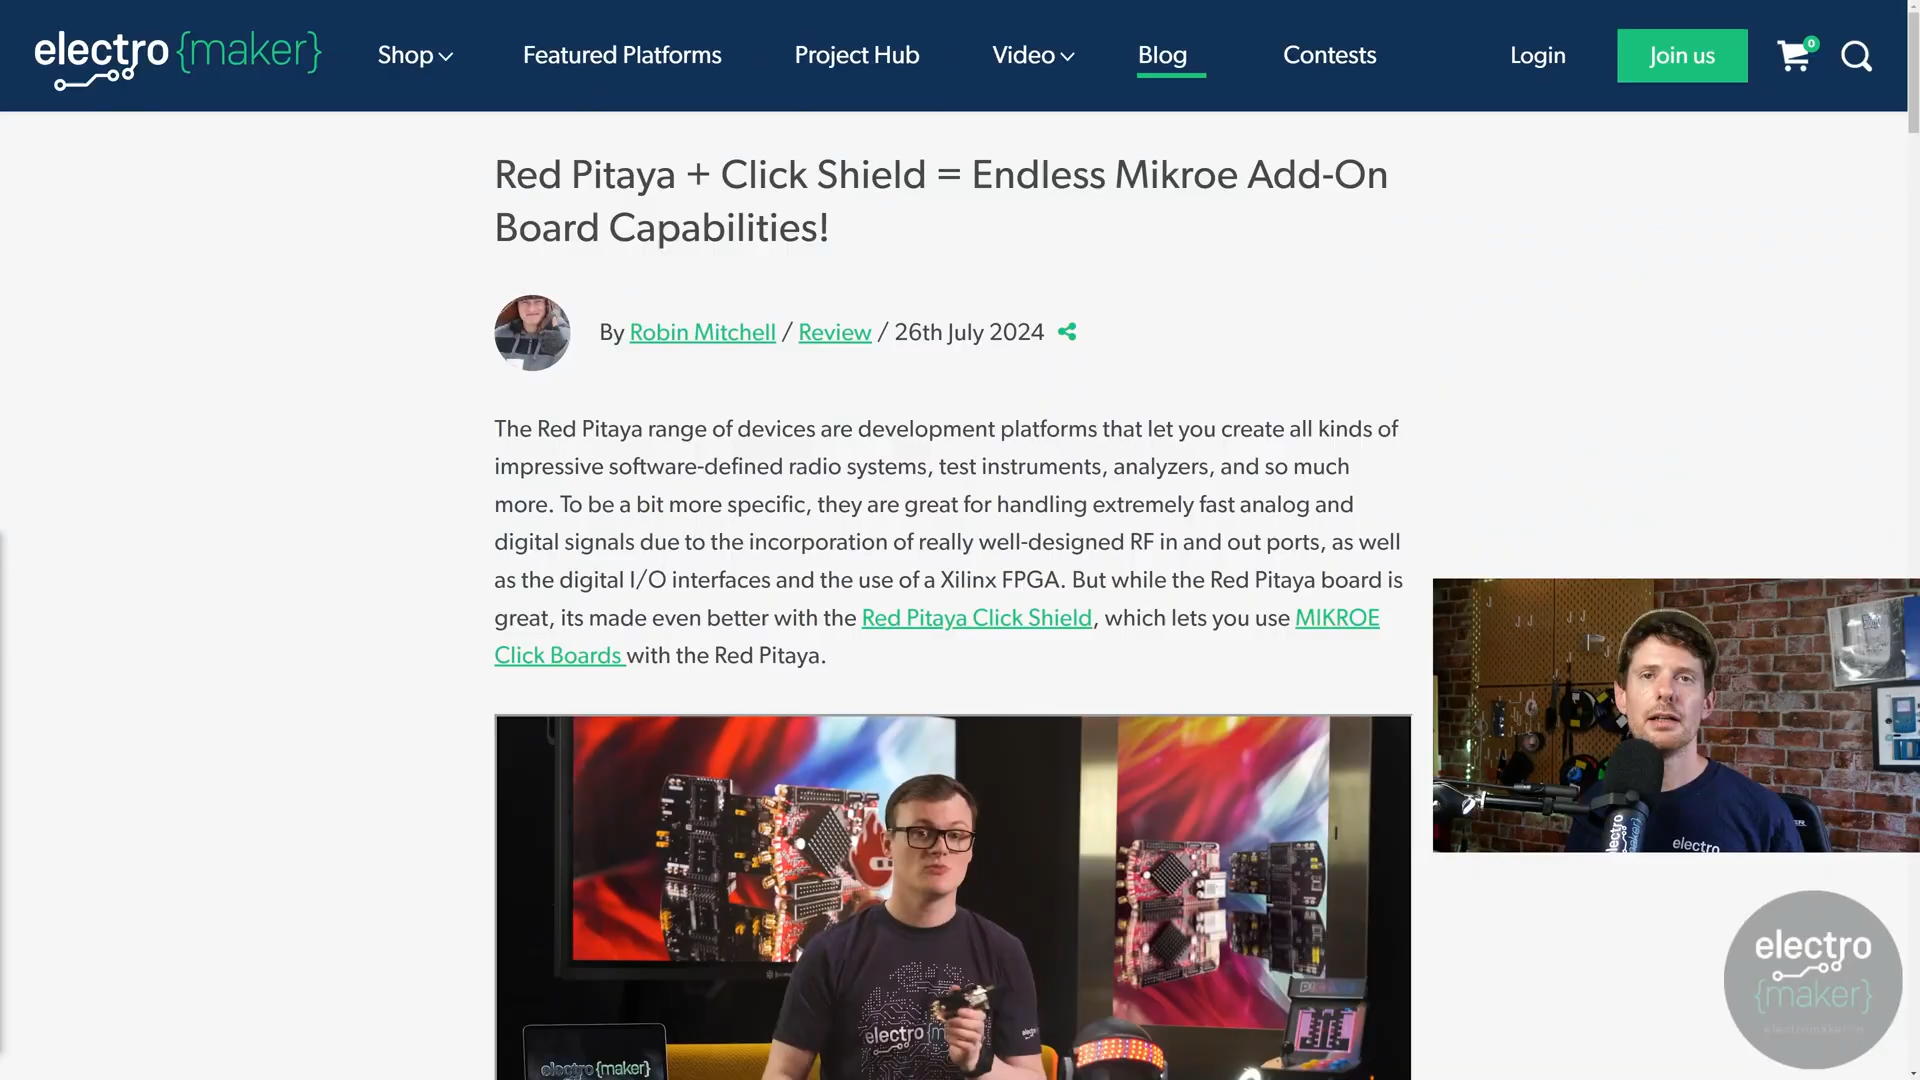 electro {maker}
Shop
Featured Platforms
Project Hub
Video
Blog
Contests
Login
Join us
0
Red Pitaya + Click Shield = Endless Mikroe Add-On
Board Capabilities!
By Robin Mitchell / Review / 26th July 2024
The Red Pitaya range of devices are development platforms that let you create all kinds of
impressive software-defined radio systems, test instruments, analyzers, and so much
more. To be a bit more specific, they are great for handling extremely fast analog and
digital signals due to the incorporation of really well-designed RF in and out ports, as well
as the digital I/O interfaces and the use of a Xilinx FPGA. But while the Red Pitaya board is
great, its made even better with the Red Pitaya Click Shield, which lets you use MIKROE
Click Boards with the Red Pitaya.
electro
{maker}
electro
electro {m
electro {maker}
electro
{maker}